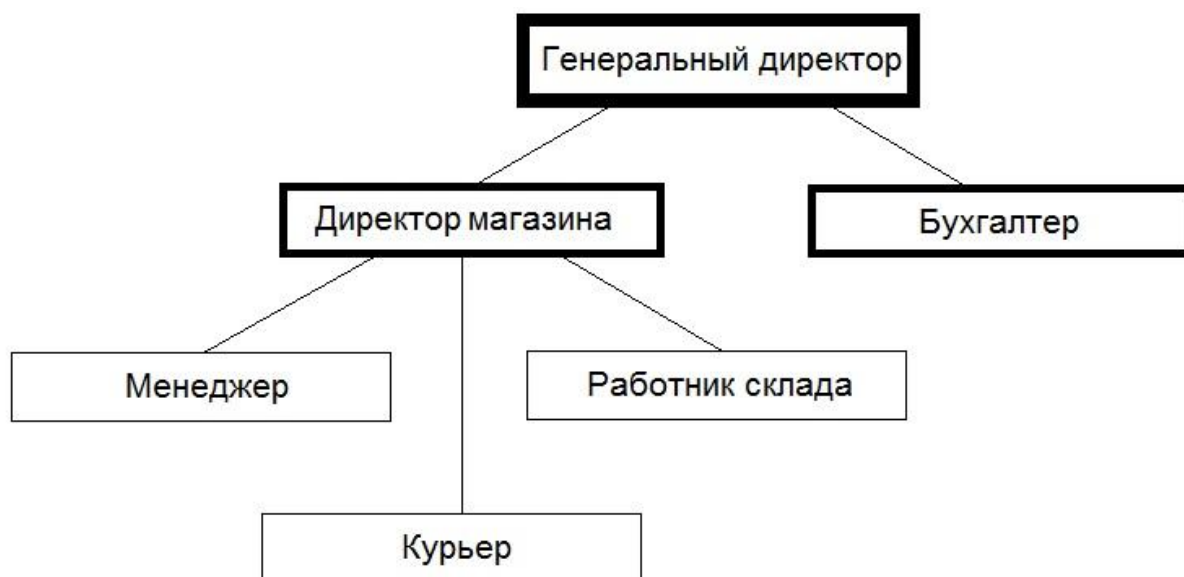 Генеральный директор
Директор магазина
Бухгалтер
Менеджер
Работник склада
Курьер